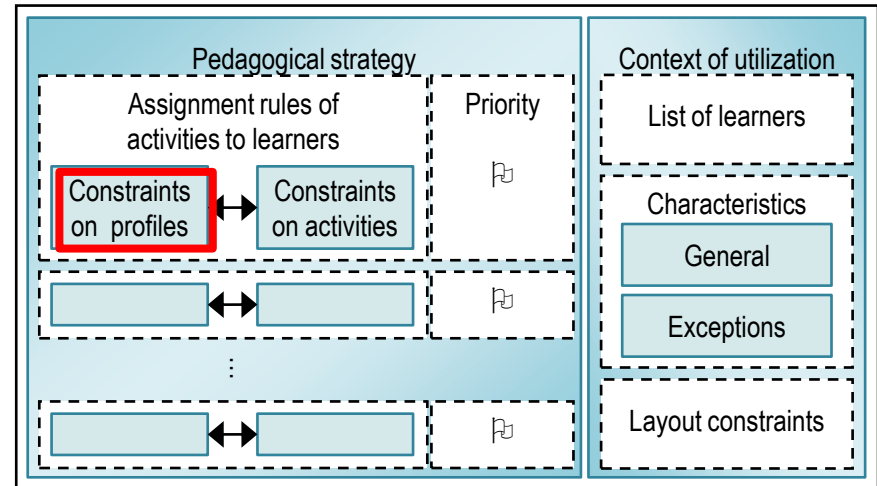 Pedagogical strategy
Assignment rules of
activities to learners
Priority
Constraints
on profiles
Constraints
on activities
⋮
Context of utilization
List of learners
Characteristics
General
Exceptions
Layout constraints